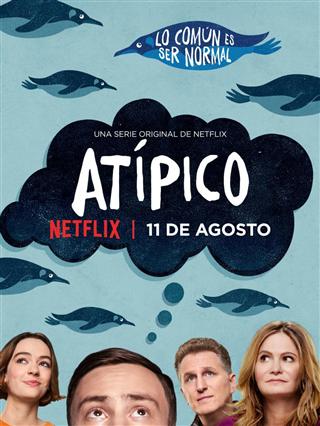 LO COMÚN ES
SER NORMAL
UNA SERIE ORIGINAL DE NETFLIX
ATÍPICO
NETFLIX | 11 DE AGOSTO